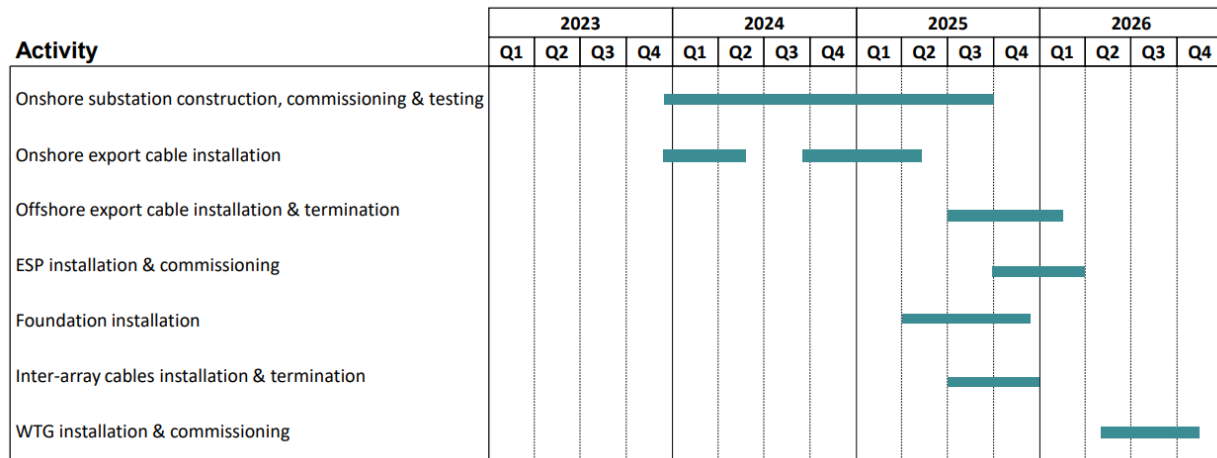 2023 2024 2025 2026
Activity Q1 Q2 Q3 Q4 Q1 Q2 Q3 Q4 Q1 Q2 Q3 Q4 Q1 Q2 Q3 Q4
Onshore substation construction, commissioning & testing
Onshore export cable installation
Offshore export cable installation & termination
ESP installation & commissioning
Foundation installation
Inter-array cables installation & termination
WTG installation & commissioning